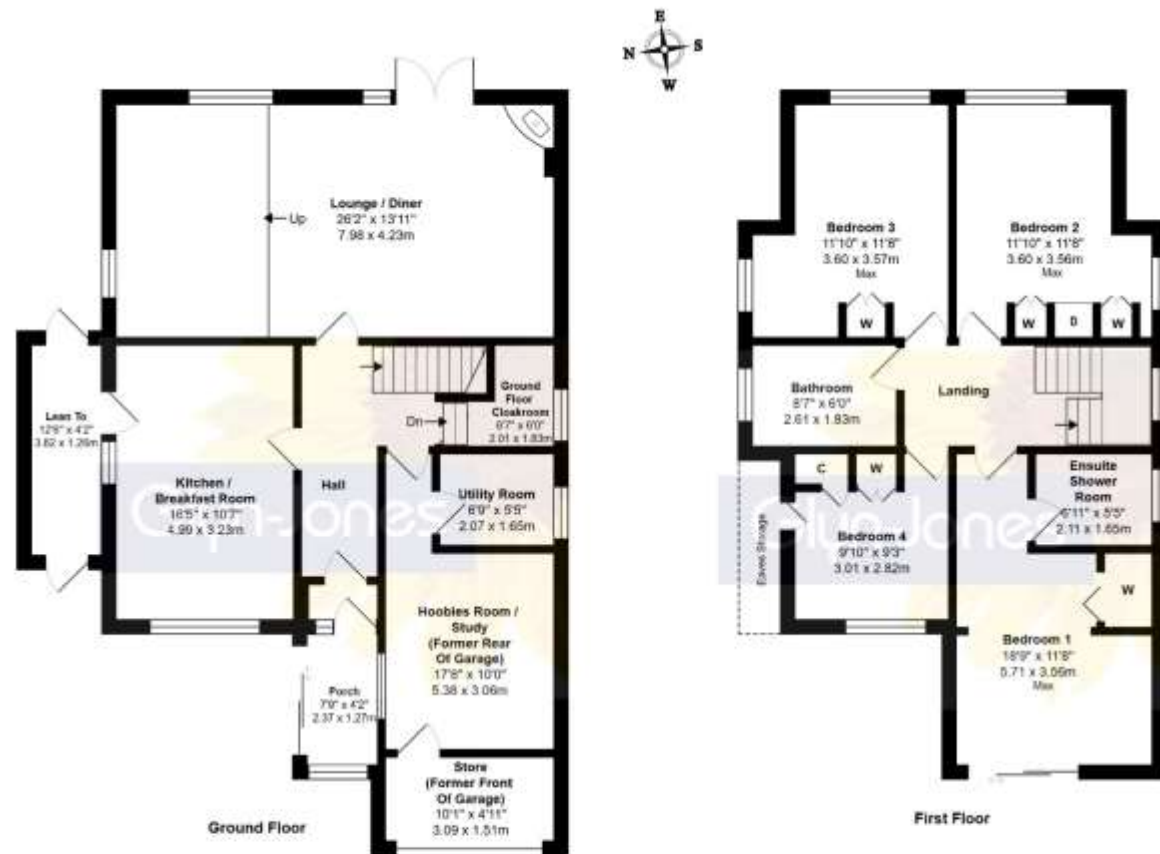 E
N S
W
Lounge / Diner
26'2" x 13'11"
7.98 x 4.23m
Up
Lean To
12'6" x 4'2"
3.82 x 1.26m
Kitchen /
Breakfast Room
16'5" x 10'7"
4.99 x 3.23m
Hall
Ground
Floor
Cloakroom
6'7" x 6'0"
2.01 x 1.83m
Dn
Utility Room
6'9" x 5'5"
2.07 x 1.65m
Hoobies Room /
Study
(Former Rear
Of Garage)
17'8" x 10'0"
5.38 x 3.06m
Porch
7'9" x 4'2"
2.37 x 1.27m
Store
(Former Front
Of Garage)
10'1" x 4'11"
3.09 x 1.51m
Ground Floor
Bedroom 3
11'10" x 11'8"
3.60 x 3.57m
Max
W
Bedroom 2
11'10" x 11'8"
3.60 x 3.56m
Max
W
W
Bathroom
8'7" x 6'0"
2.61 x 1.83m
Landing
C
W
Ensuite
Shower
Room
6'11" x 5'5"
2.11 x 1.65m
Eaves Storage
Bedroom 4
9'10" x 9'3"
3.01 x 2.82m
W
Bedroom 1
18'9" x 11'8"
5.71 x 3.56m
Max
First Floor
Glyn-Jones
Glyn-Jones